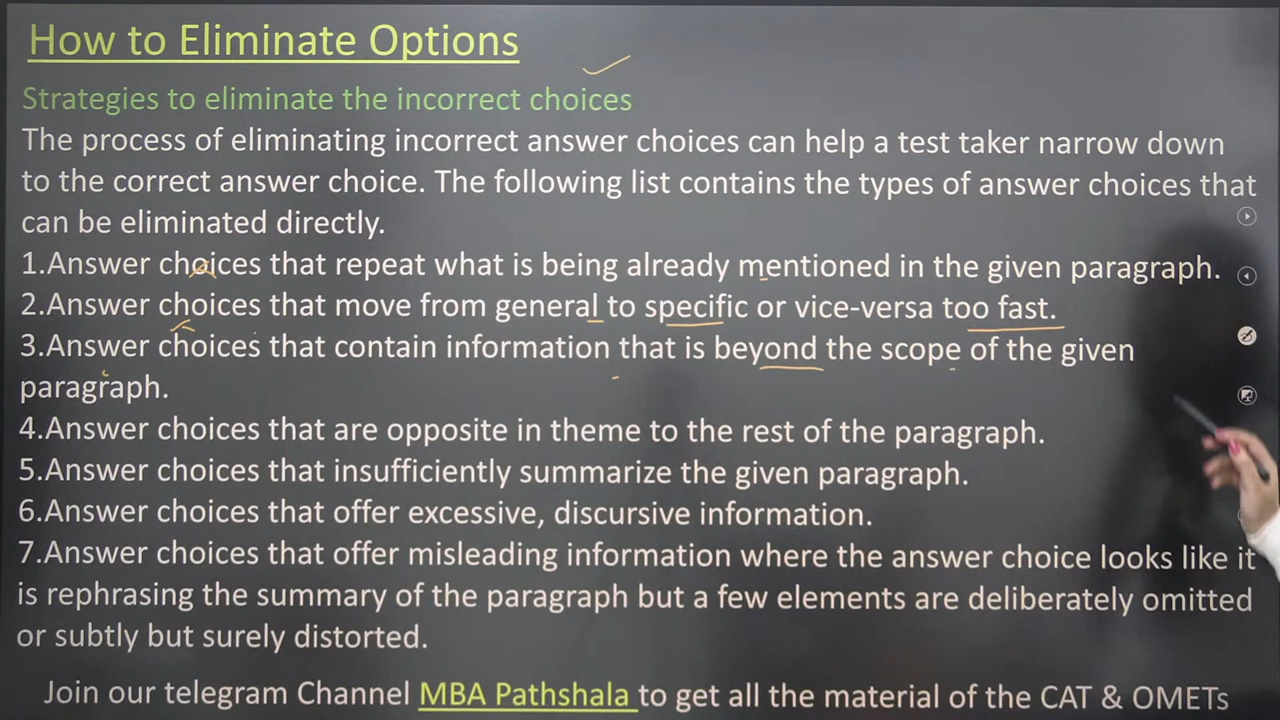 How to Eliminate Options
Strategies to eliminate the incorrect choices
The process of eliminating incorrect answer choices can help a test taker narrow down
to the correct answer choice. The following list contains the types of answer choices that
can be eliminated directly.
1.Answer choices that repeat what is being already mentioned in the given paragraph.
2.Answer choices that move from general to specific or vice-versa too fast.
3.Answer choices that contain information that is beyond the scope of the given
paragraph.
4.Answer choices that are opposite in theme to the rest of the paragraph.
5.Answer choices that insufficiently summarize the given paragraph.
6.Answer choices that offer excessive, discursive information.
7.Answer choices that offer misleading information where the answer choice looks like it
is rephrasing the summary of the paragraph but a few elements are deliberately omitted
or subtly but surely distorted.
Join our telegram Channel MBA Pathshala to get all the material of the CAT & OMETs